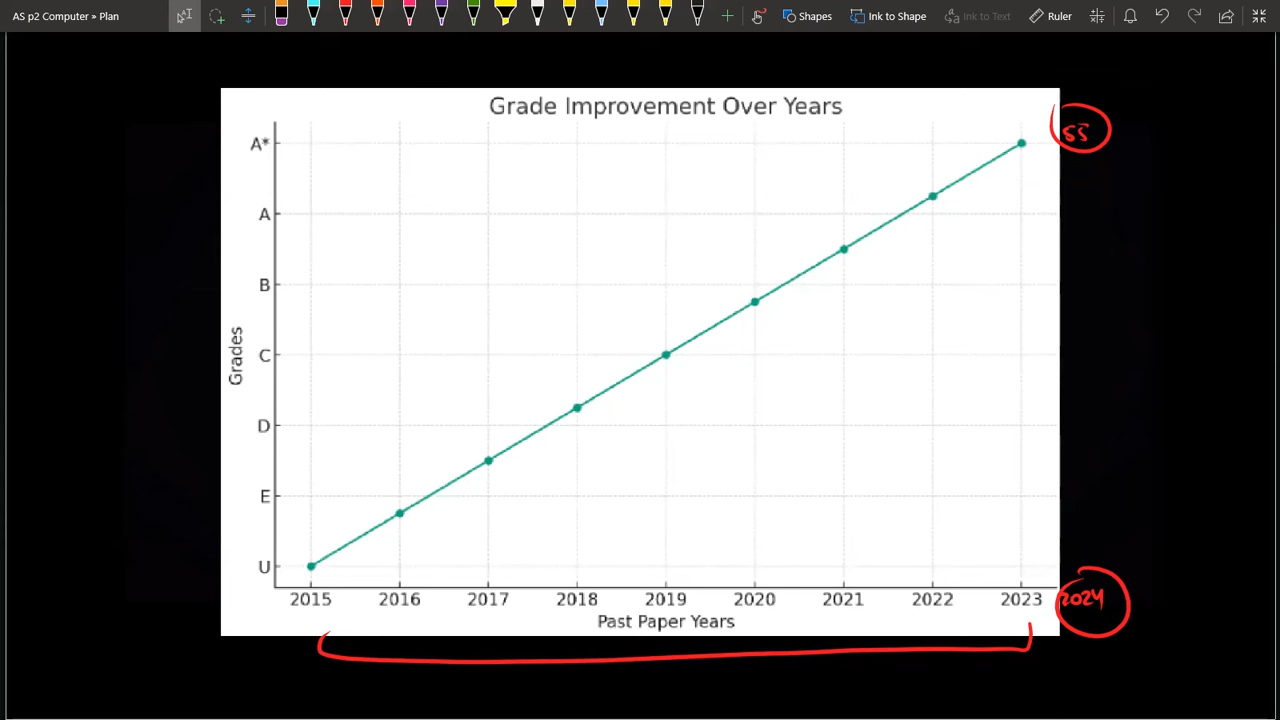 AS p2 Computer » Plan
Shapes
Ink to Shape
Ink to Text
Ruler
Grade Improvement Over Years
55
A*
A
B
C
D
E
U
Grades
2015 2016 2017 2018 2019 2020 2021 2022 2023 2024
Past Paper Years